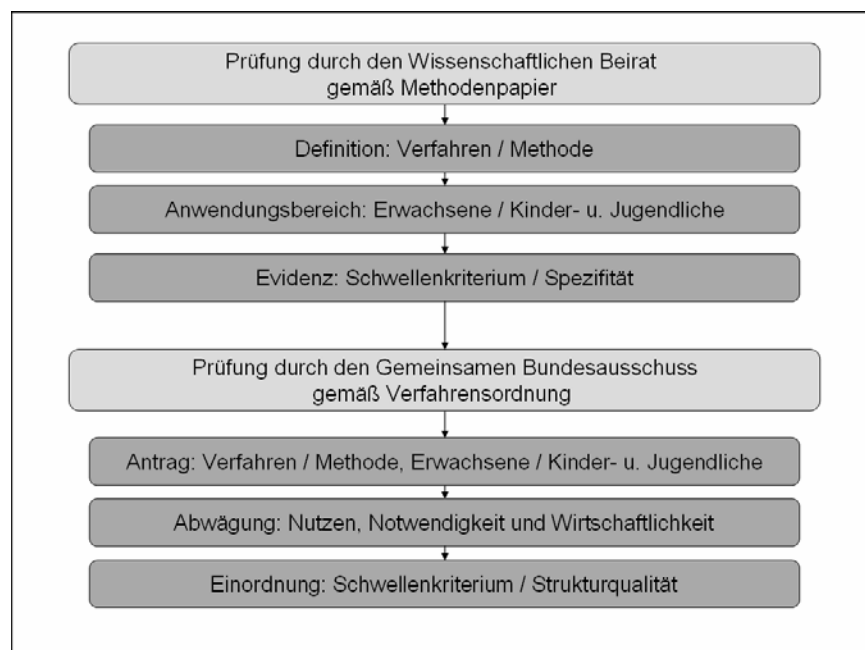 Prüfung durch den Wissenschaftlichen Beirat
gemäß Methodenpapier
Definition: Verfahren / Methode
Anwendungsbereich: Erwachsene / Kinder- u. Jugendliche
Evidenz: Schwellenkriterium / Spezifität
Prüfung durch den Gemeinsamen Bundesausschuss
gemäß Verfahrensordnung
Antrag: Verfahren / Methode, Erwachsene / Kinder- u. Jugendliche
Abwägung: Nutzen, Notwendigkeit und Wirtschaftlichkeit
Einordnung: Schwellenkriterium / Strukturqualität